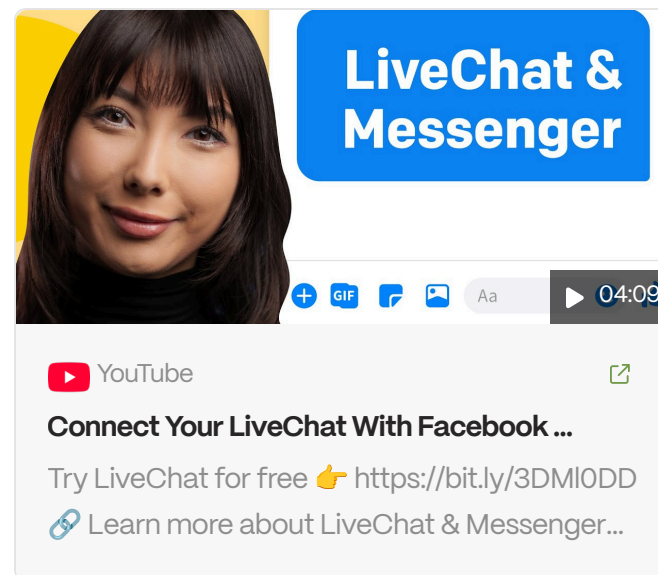 LiveChat &
Messenger
GIF
Aa
04:09
YouTube
Connect Your LiveChat With Facebook ...
Try LiveChat for free 👉 https://bit.ly/3DMl0DD
🔗 Learn more about LiveChat & Messenger...